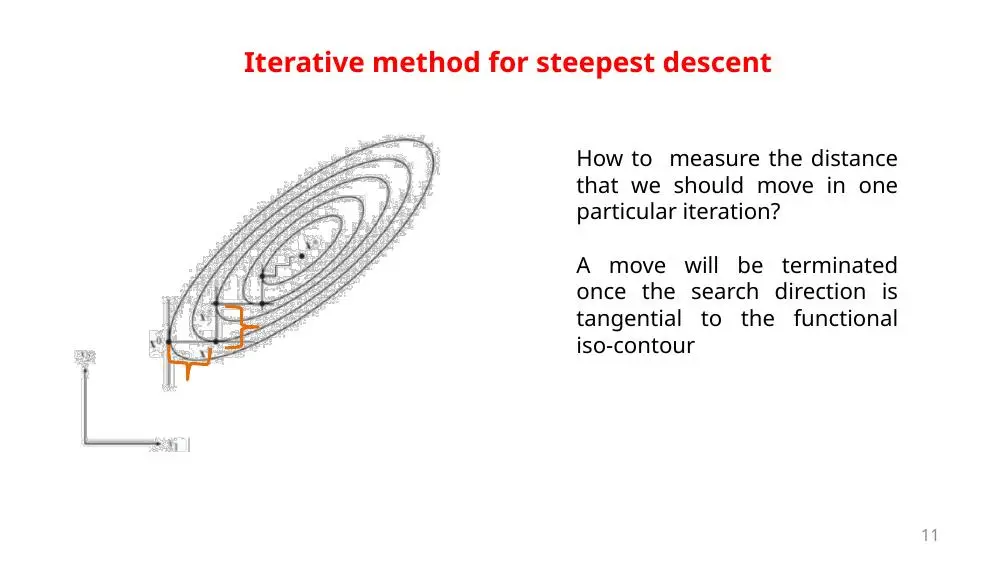 Iterative method for steepest descent
How to measure the distance
that we should move in one
particular iteration?
A move will be terminated
once the search direction is
tangential to the functional
iso-contour
11